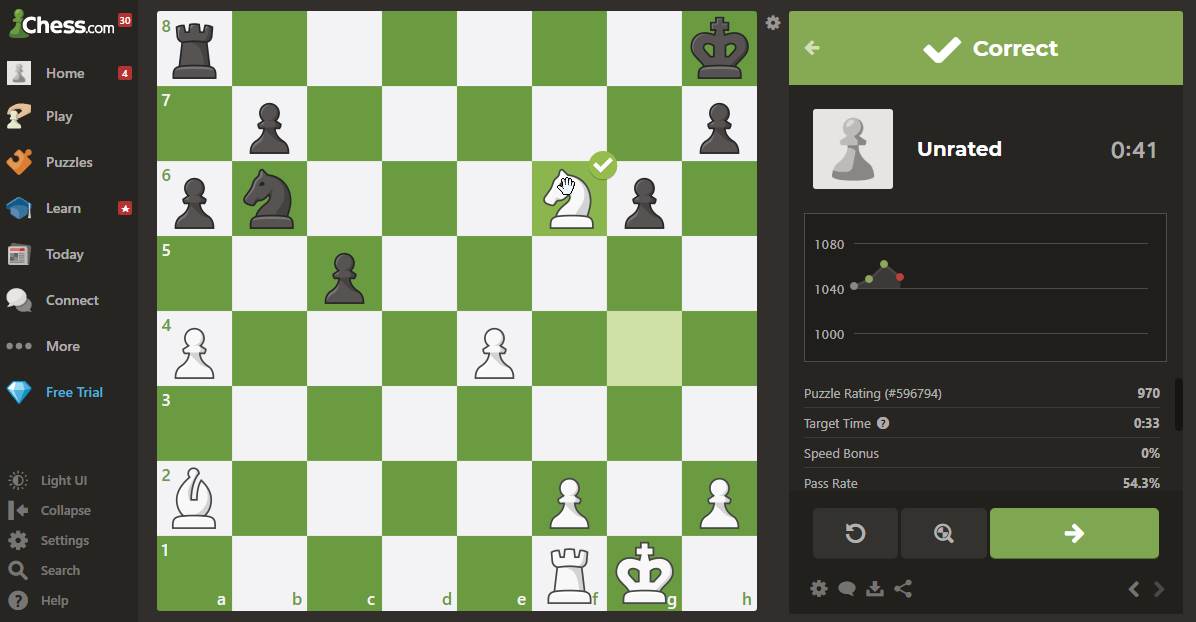 Chess.com 30
Home 4
Play
Puzzles
Learn
Today
Connect
More
Free Trial
Light UI
Collapse
Settings
Search
Help
8
7
6
5
4
3
2
1
a b c d e f g h
Correct
Unrated 0:41
1080
1040
1000
Puzzle Rating (#596794) 970
Target Time ? 0:33
Speed Bonus 0%
Pass Rate 54.3%